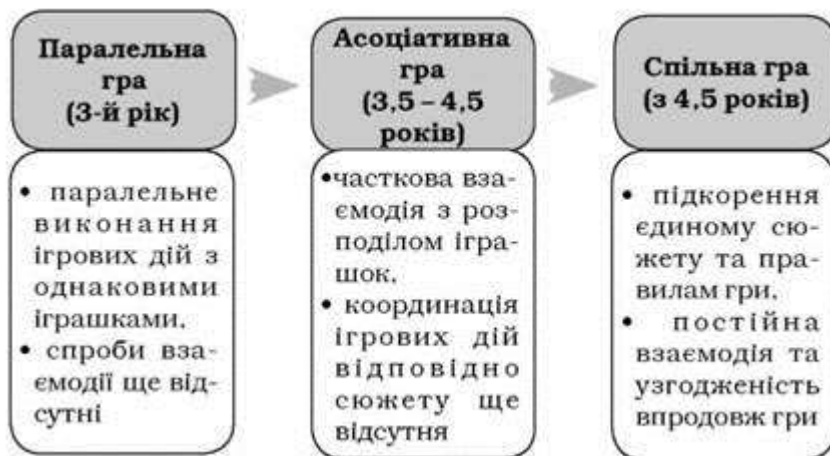 Паралельна
гра
(3-й рік)
• паралельне
виконання
ігрових дій з
однаковими
іграшками.
• спроби вза-
ємодії ще від-
сутні
Асоціативна
гра
(3,5 – 4,5
років)
•часткова вза-
ємодія з роз-
поділом ігра-
шок.
• координація
ігрових дій
відповідно
сюжету ще
відсутня
Спільна гра
(з 4,5 років)
• підкорення
єдиному сю-
жету та пра-
вилам гри.
• постійна
взаємодія та
узгодженість
впродовж гри